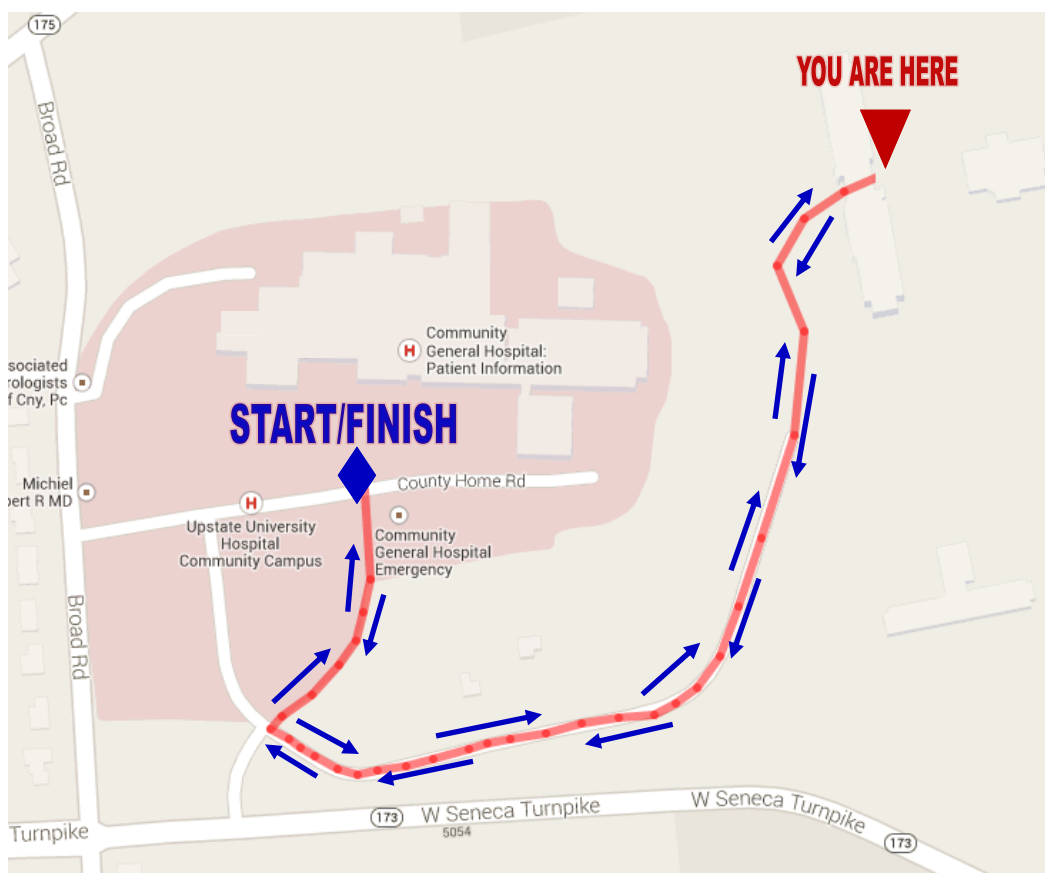 175
YOU ARE HERE
Broad Rd
Community
General Hospital:
Patient Information
sociated
rologists
f Cny, Pc
START/FINISH
County Home Rd
Michiel
pert R MD
Upstate University
Hospital
Community Campus
Community
General Hospital
Emergency
Broad Rd
W Seneca Turnpike
W Seneca Turnpike
173
5054
Turnpike
173